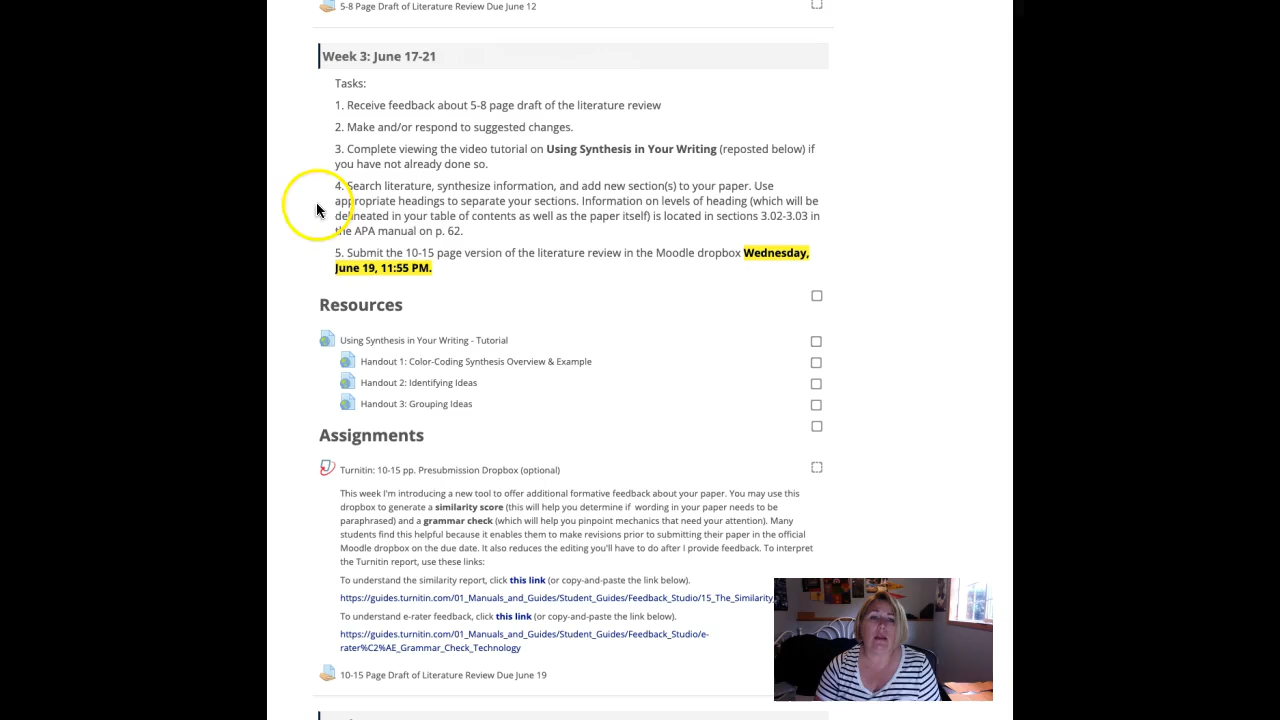 5-8 Page Draft of Literature Review Due June 12
Week 3: June 17-21
Tasks:
1. Receive feedback about 5-8 page draft of the literature review
2. Make and/or respond to suggested changes.
3. Complete viewing the video tutorial on Using Synthesis in Your Writing (reposted below) if
you have not already done so.
4. Search literature, synthesize information, and add new section(s) to your paper. Use
appropriate headings to separate your sections. Information on levels of heading (which will be
delineated in your table of contents as well as the paper itself) is located in sections 3.02-3.03 in
the APA manual on p. 62.
5. Submit the 10-15 page version of the literature review in the Moodle dropbox Wednesday,
June 19, 11:55 PM.
Resources
Using Synthesis in Your Writing - Tutorial
Handout 1: Color-Coding Synthesis Overview & Example
Handout 2: Identifying Ideas
Handout 3: Grouping Ideas
Assignments
Turnitin: 10-15 pp. Presubmission Dropbox (optional)
This week I'm introducing a new tool to offer additional formative feedback about your paper. You may use this
dropbox to generate a similarity score (this will help you determine if wording in your paper needs to be
paraphrased) and a grammar check (which will help you pinpoint mechanics that need your attention). Many
students find this helpful because it enables them to make revisions prior to submitting their paper in the official
Moodle dropbox on the due date. It also reduces the editing you'll have to do after I provide feedback. To interpret
the Turnitin report, use these links:
To understand the similarity report, click this link (or copy-and-paste the link below).
https://guides.turnitin.com/01_Manuals_and_Guides/Student_Guides/Feedback_Studio/15_The_Similarity_
To understand e-rater feedback, click this link (or copy-and-paste the link below).
https://guides.turnitin.com/01_Manuals_and_Guides/Student_Guides/Feedback_Studio/e-
rater%C2%AE_Grammar_Check_Technology
10-15 Page Draft of Literature Review Due June 19